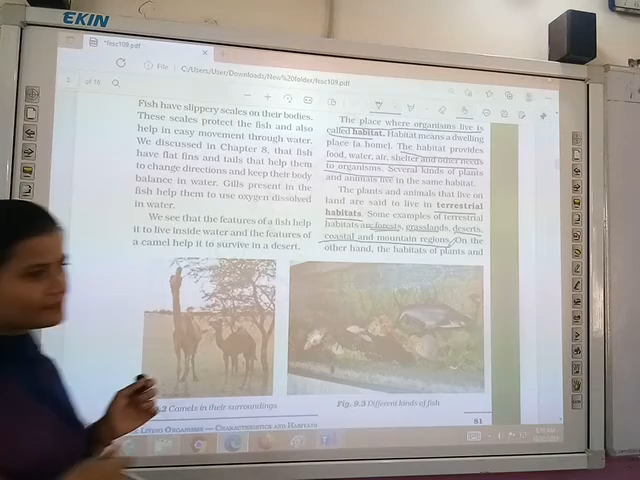 EKIN
*fesc109.pdf
File
C:/Users/user/Downloads/New%20folder/fesc109.pdf
1 of 16
Fish have slippery scales on their bodies.
These scales protect the fish and also
help in easy movement through water.
We discussed in Chapter 8, that fish
have flat fins and tails that help them
to change directions and keep their body
balance in water. Gills present in the
fish help them to use oxygen dissolved
in water.
We see that the features of a fish help
it to live inside water and the features of
a camel help it to survive in a desert.
The place where organisms live is
called habitat. Habitat means a dwelling
place (a home). The habitat provides
food, water, air, shelter and other needs
to organisms. Several kinds of plants
and animals live in the same habitat.
The plants and animals that live on
land are said to live in terrestrial
habitats. Some examples of terrestrial
habitats are forests, grasslands, deserts,
coastal and mountain regions. On the
other hand, the habitats of plants and
9.2 Camels in their surroundings
Fig. 9.3 Different kinds of fish
Living Organisms — Characteristics and Habitats
81